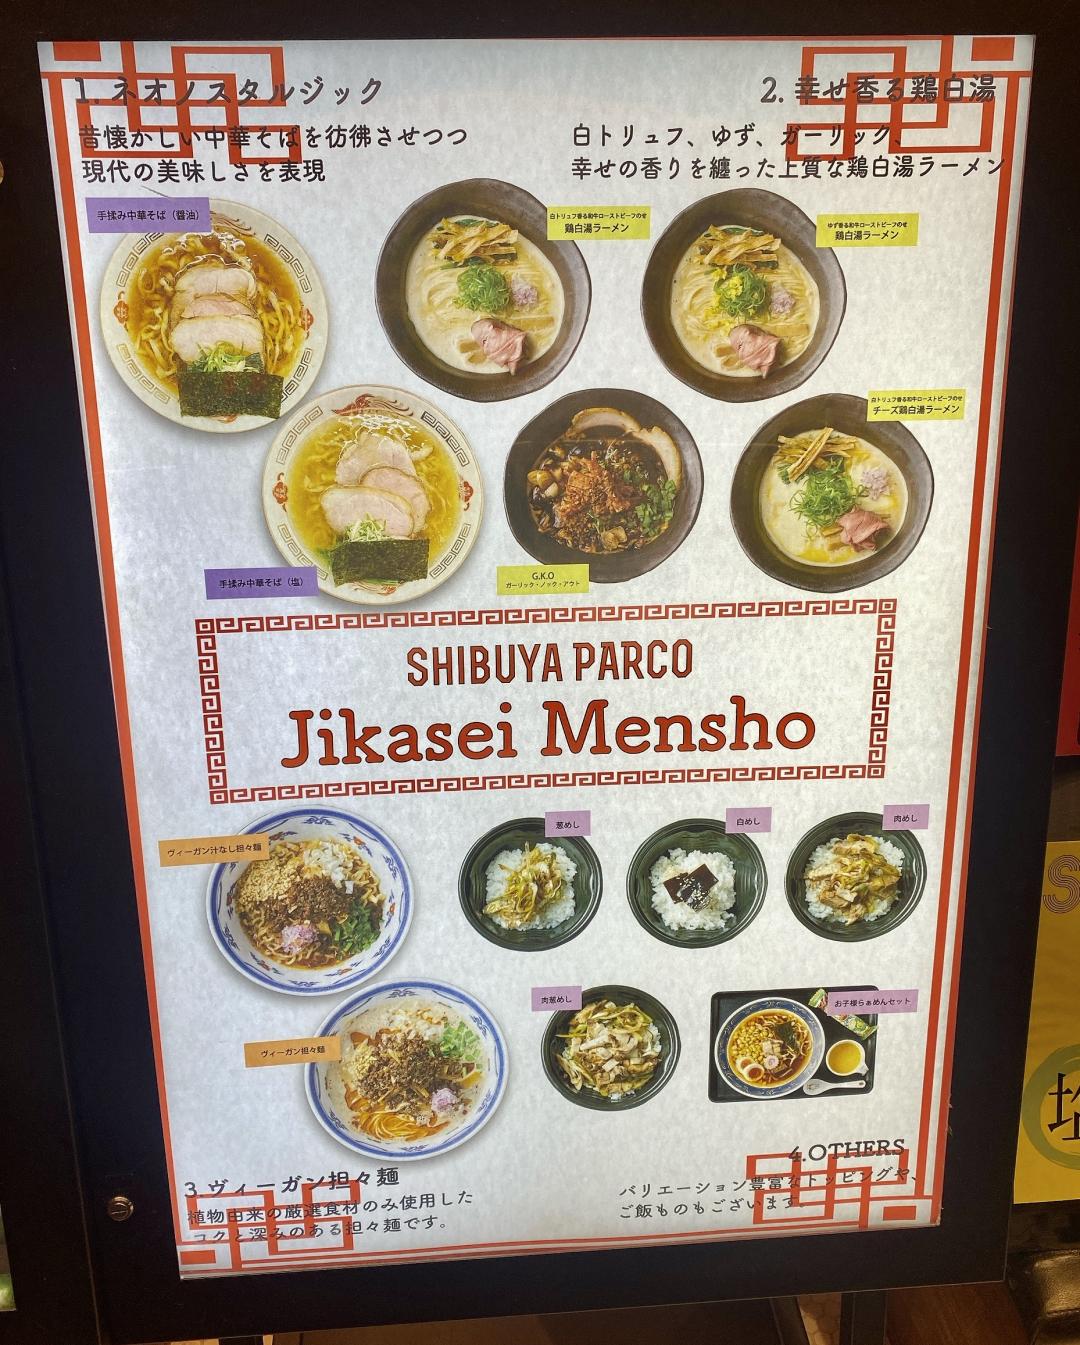 1. ネオノスタルジック
昔懐かしい中華そばを彷彿させつつ
現代の美味しさを表現
2. 幸せ香る鶏白湯
白トリュフ、ゆず、ガーリック、
幸せの香りを纏った上質な鶏白湯ラーメン
手揉み中華そば（醤油）
白トリュフ香る和牛ローストビーフのせ
鶏白湯ラーメン
ゆず香る和牛ローストビーフのせ
鶏白湯ラーメン
白トリュフ香る和牛ローストビーフのせ
チーズ鶏白湯ラーメン
手揉み中華そば（塩）
G.K.O
ガーリック・ノック・アウト
SHIBUYA PARCO
Jikasei Mensho
ヴィーガン汁なし担々麺
葱めし
白めし
肉めし
ヴィーガン担々麺
肉葱めし
お子様らぁめんセット
3.ヴィーガン担々麺
植物由来の厳選食材のみ使用した
コクと深みのある担々麺です。
4.OTHERS
バリエーション豊富なトッピングや、
ご飯ものもございます。